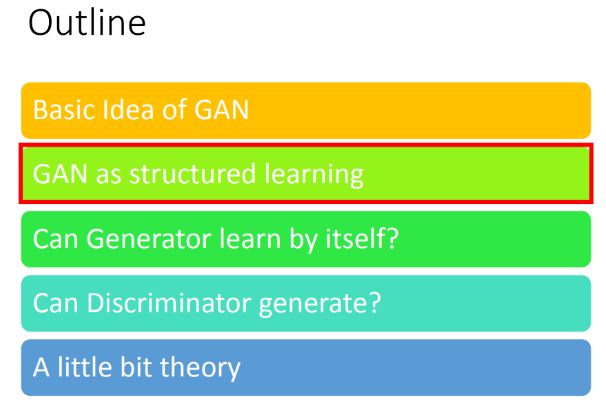 Outline
Basic Idea of GAN
GAN as structured learning
Can Generator learn by itself?
Can Discriminator generate?
A little bit theory